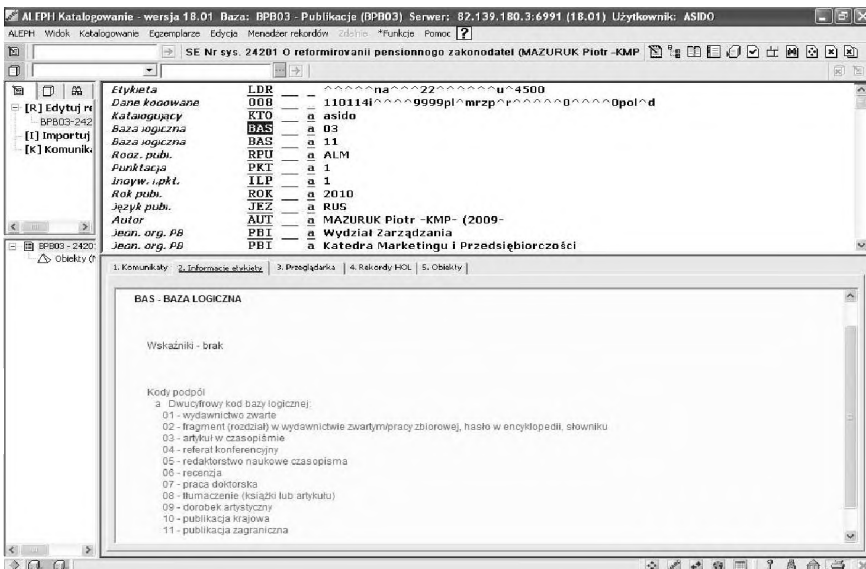 ALEPH Katalogowanie - wersja 18.01 Baza: BPB03 - Publikacje (BPB03) Serwer: 82.139.180.3:6991 (18.01) Użytkownik: ASIDO
ALEPH Widok Katalogowanie Egzemplarze Edycja Menadżer rekordów Zdalnie *Funkcje Pomoc ?
SE Nr sys. 24201 O reformirovanii pensionnogo zakonodatel (MAZURUK Piotr -KMP
[R] Edytuj re
BPB03-242
[I] Importuj
[K] Komunika
Etykieta LDR ^^^^^na^^^22^^^^^^u^4500
Dane kodowane 008 110114i^^^^9999pl^mrzp^r^^^^^0^^^^0pol^d
Katalogujący KTO a asido
Baza logiczna BAS a 03
Baza logiczna BAS a 11
Rodz. publ. RPU a ALM
Punktacja PKT a 1
Indyw. l.pkt. ILP a 1
Rok publ. ROK a 2010
Język publ. JEZ a RUS
Autor AUT a MAZURUK Piotr -KMP- (2009-
Jedn. org. PB PBI a Wydział Zarządzania
Jedn. org. PB PBI a Katedra Marketingu i Przedsiębiorczości
BPB03 - 2420:
Obiekty (
1. Komunikaty 2. Informacje etykiety 3. Przeglądarka 4. Rekordy HOL 5. Obiekty
BAS - BAZA LOGICZNA
Wskaźniki - brak
Kody podpól
a Dwucyfrowy kod bazy logicznej:
01 - wydawnictwo zwarte
02 - fragment (rozdział) w wydawnictwie zwartym/pracy zbiorowej, hasło w encyklopedii, słowniku
03 - artykuł w czasopiśmie
04 - referat konferencyjny
05 - redaktorstwo naukowe czasopisma
06 - recenzja
07 - praca doktorska
08 - tłumaczenie (książki lub artykułu)
09 - dorobek artystyczny
10 - publikacja krajowa
11 - publikacja zagraniczna